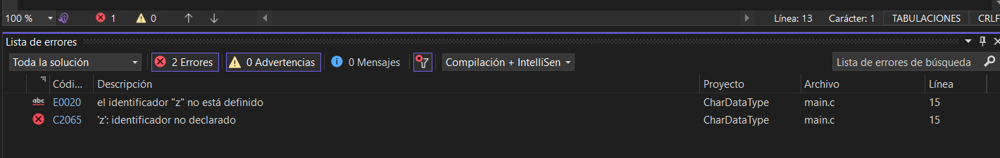 100 % 1 0 Línea: 13 Carácter: 1 TABULACIONES CRLF
Lista de errores
Toda la solución 2 Errores 0 Advertencias 0 Mensajes Compilación + IntelliSen Lista de errores de búsqueda
Códi... Descripción Proyecto Archivo Línea
abc E0020 el identificador "z" no está definido CharDataType main.c 15
C2065 'z': identificador no declarado CharDataType main.c 15